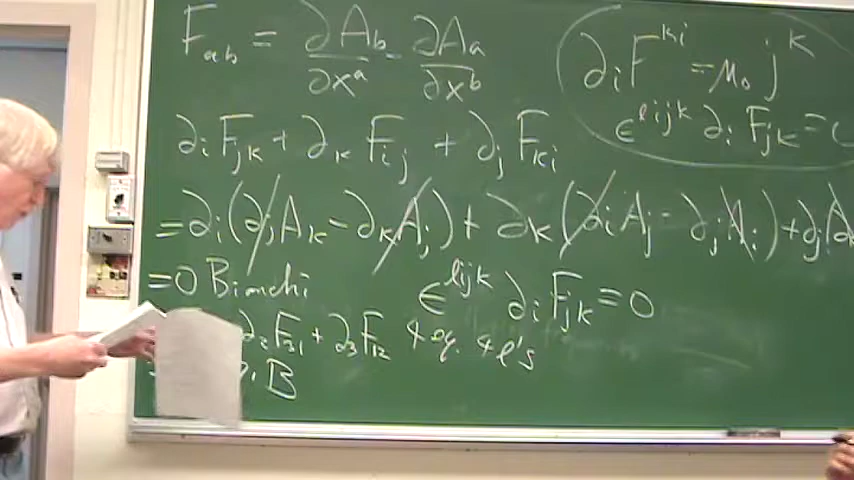 F_ab = ∂A_b/∂x^a - ∂A_a/∂x^b
∂_i F^ki = μ_0 j^k
ε^lijk ∂_i F_jk = 0
∂_i F_jk + ∂_k F_ij + ∂_j F_ki
= ∂_i (∂_j A_k - ∂_k A_j) + ∂_k (∂_i A_j - ∂_j A_i) + ∂_j
= 0 Bianchi
ε^lijk ∂_i F_jk = 0
∂_2 F_31 + ∂_3 F_12 4 eq. 4 l's
B